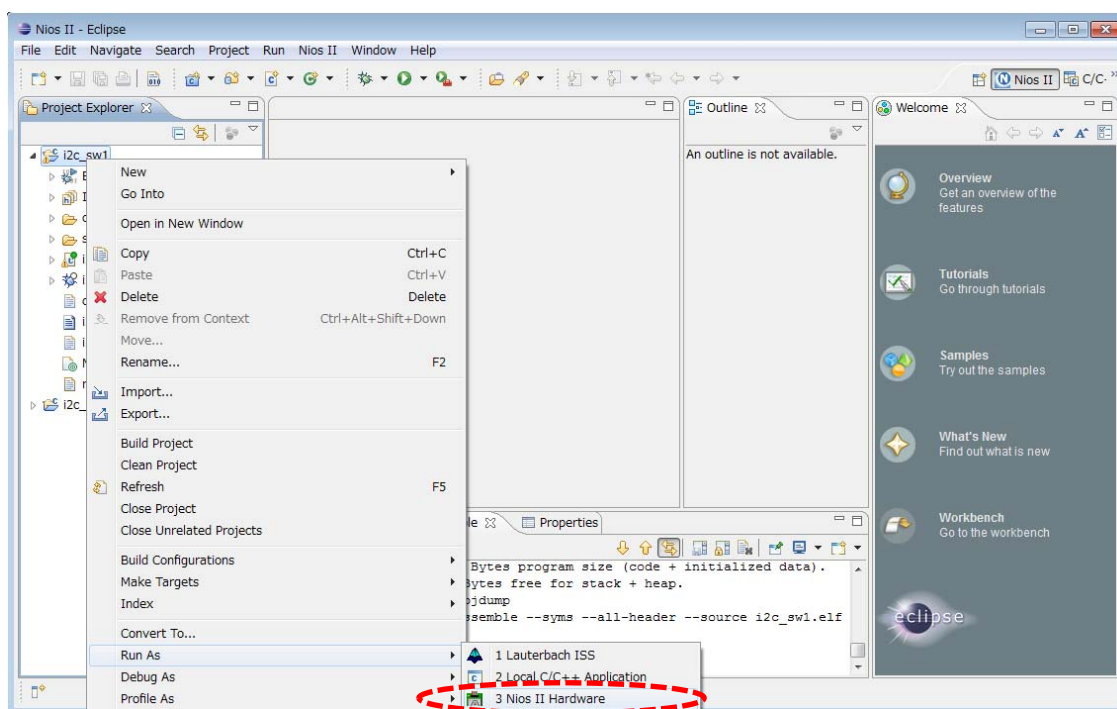 Nios II - Eclipse
File Edit Navigate Search Project Run Nios II Window Help
Nios II C/C·
Project Explorer
Outline
Welcome
i2c_sw1
An outline is not available.
i2c_
New
Go Into
Open in New Window
Copy Ctrl+C
Paste Ctrl+V
Delete Delete
Remove from Context Ctrl+Alt+Shift+Down
Move...
Rename... F2
Import...
Export...
Build Project
Clean Project
Refresh F5
Close Project
Close Unrelated Projects
Build Configurations
Make Targets
Index
Convert To...
Run As
Debug As
Profile As
1 Lauterbach ISS
2 Local C/C++ Application
3 Nios II Hardware
Properties
Bytes program size (code + initialized data).
Bytes free for stack + heap.
bjdump
ssemble --syms --all-header --source i2c_sw1.elf
Overview
Get an overview of the
features
Tutorials
Go through tutorials
Samples
Try out the samples
What's New
Find out what is new
Workbench
Go to the workbench
eclipse